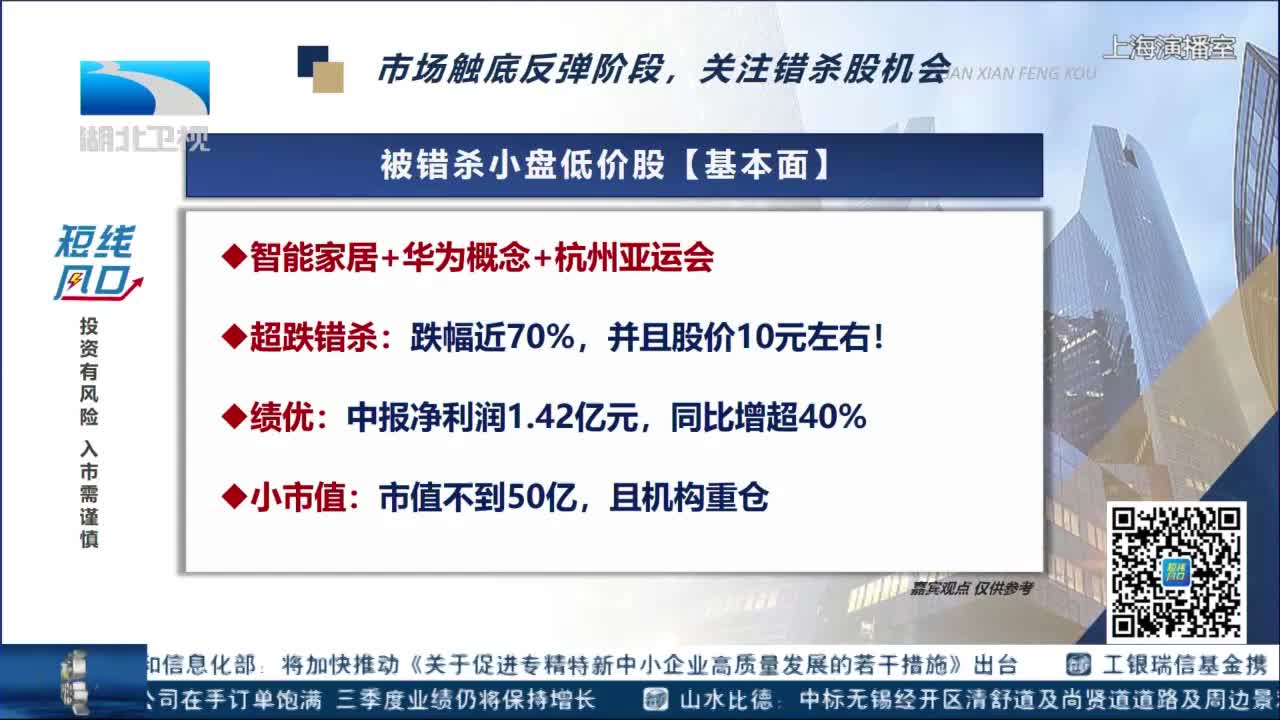 市场触底反弹阶段，关注错杀股机会
AN XIAN FENG KOU
上海演播室
湖北卫视
被错杀小盘低价股【基本面】
◆智能家居+华为概念+杭州亚运会
◆超跌错杀：跌幅近70%，并且股价10元左右！
◆绩优：中报净利润1.42亿元，同比增超40%
◆小市值：市值不到50亿，且机构重仓
短线
风口
投资有风险 入市需谨慎
短线
风口
嘉宾观点 仅供参考
和信息化部：将加快推动《关于促进专精特新中小企业高质量发展的若干措施》出台 工银瑞信基金携
公司在手订单饱满 三季度业绩仍将保持增长 山水比德：中标无锡经开区清舒道及尚贤道道路及周边景